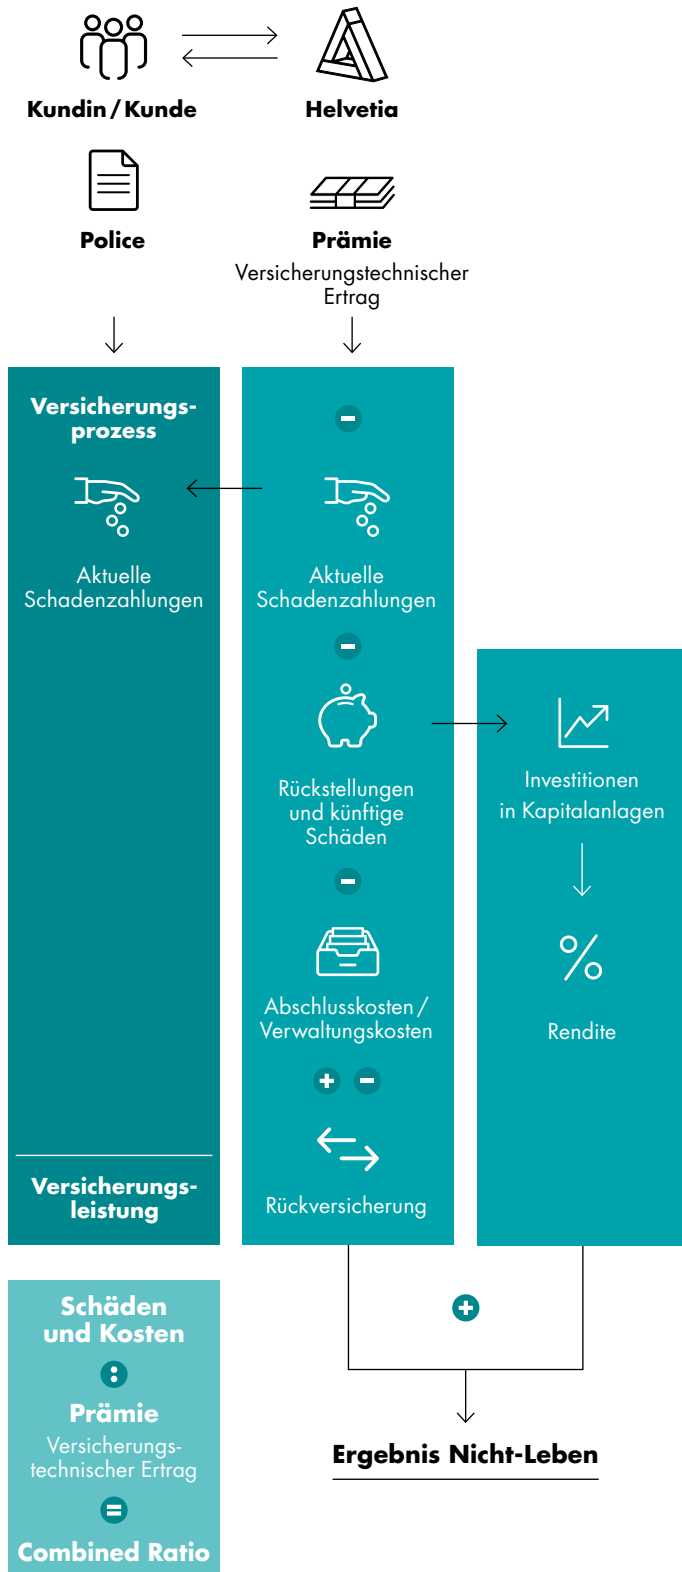 Kundin / Kunde
Helvetia
Police
Prämie
Versicherungstechnischer
Ertrag
Versicherungs-
prozess
Aktuelle
Schadenzahlungen
Versicherungs-
leistung
Aktuelle
Schadenzahlungen
Rückstellungen
und künftige
Schäden
Abschlusskosten /
Verwaltungskosten
Rückversicherung
Investitionen
in Kapitalanlagen
Rendite
Schäden
und Kosten
:
Prämie
Versicherungs-
technischer Ertrag
=
Combined Ratio
Ergebnis Nicht-Leben